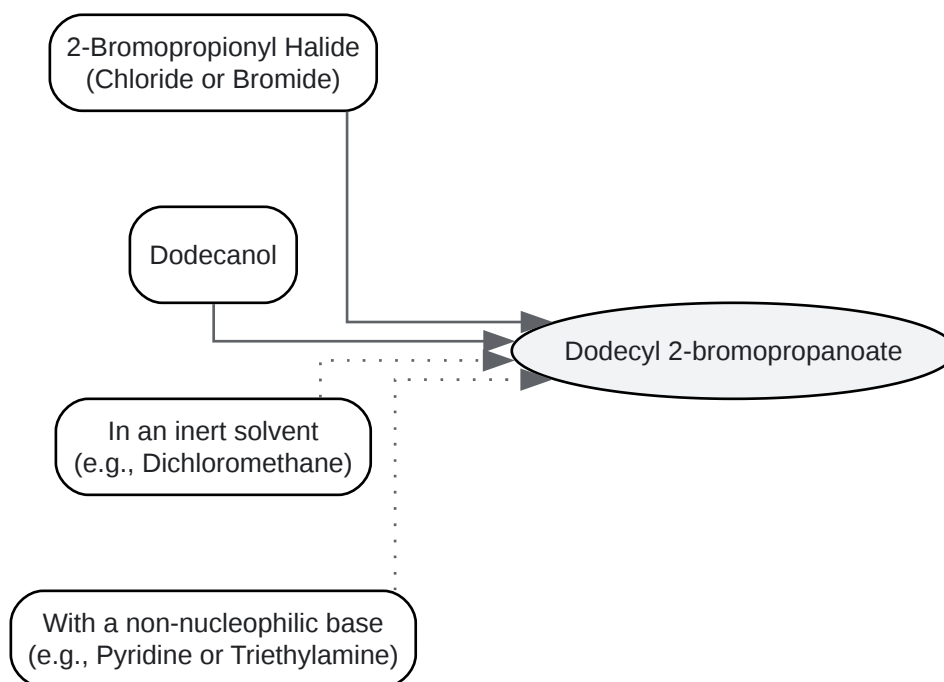 2-Bromopropionyl Halide
(Chloride or Bromide)
Dodecanol
Dodecyl 2-bromopropanoate
In an inert solvent
(e.g., Dichloromethane)
With a non-nucleophilic base
(e.g., Pyridine or Triethylamine)